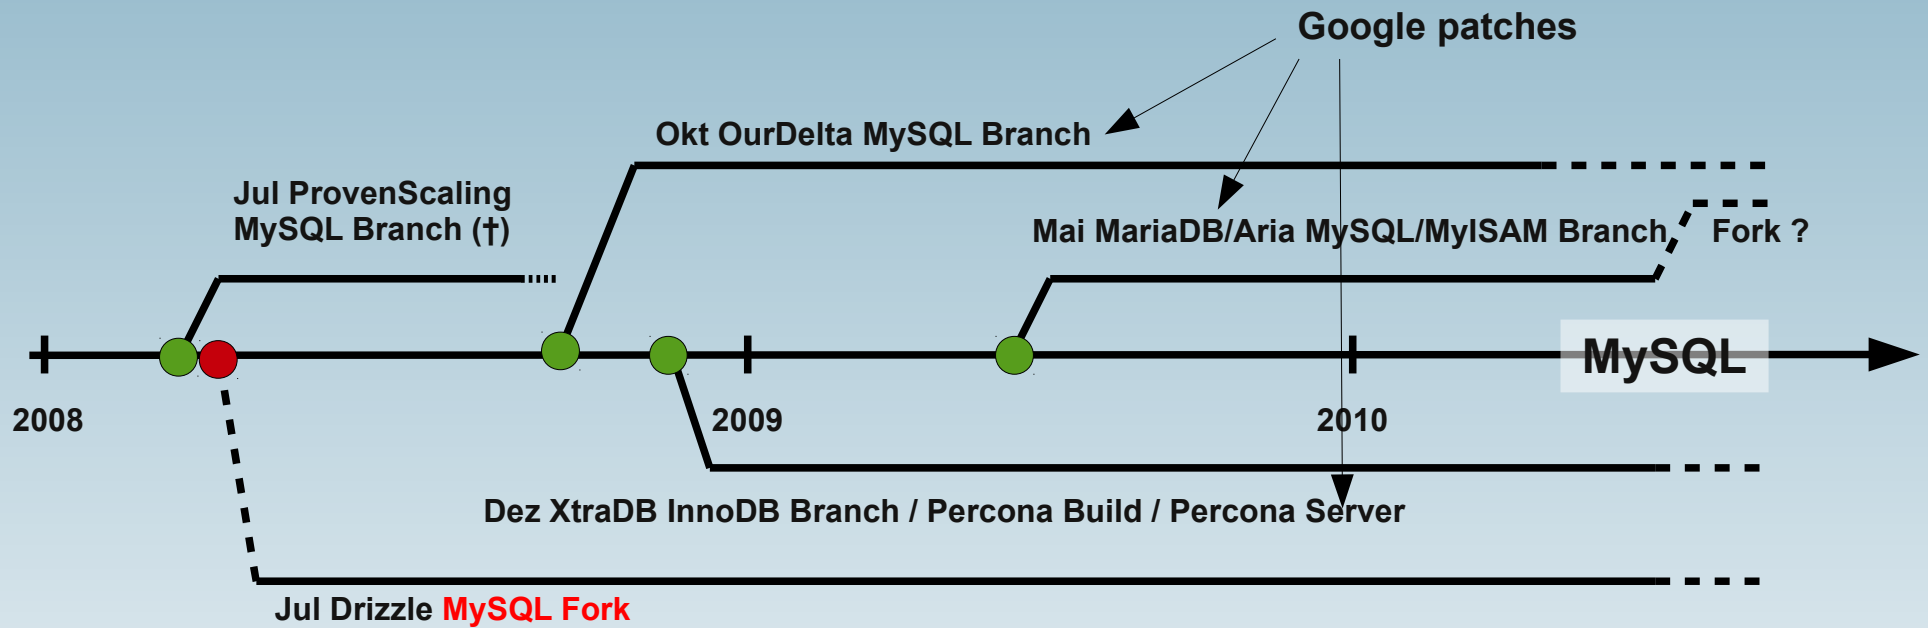 Google patches
Okt OurDelta MySQL Branch
Jul ProvenScaling
MySQL Branch (†)
Mai MariaDB/Aria MySQL/MyISAM Branch
Fork ?
MySQL
2008
2009
2010
Dez XtraDB InnoDB Branch / Percona Build / Percona Server
Jul Drizzle MySQL Fork